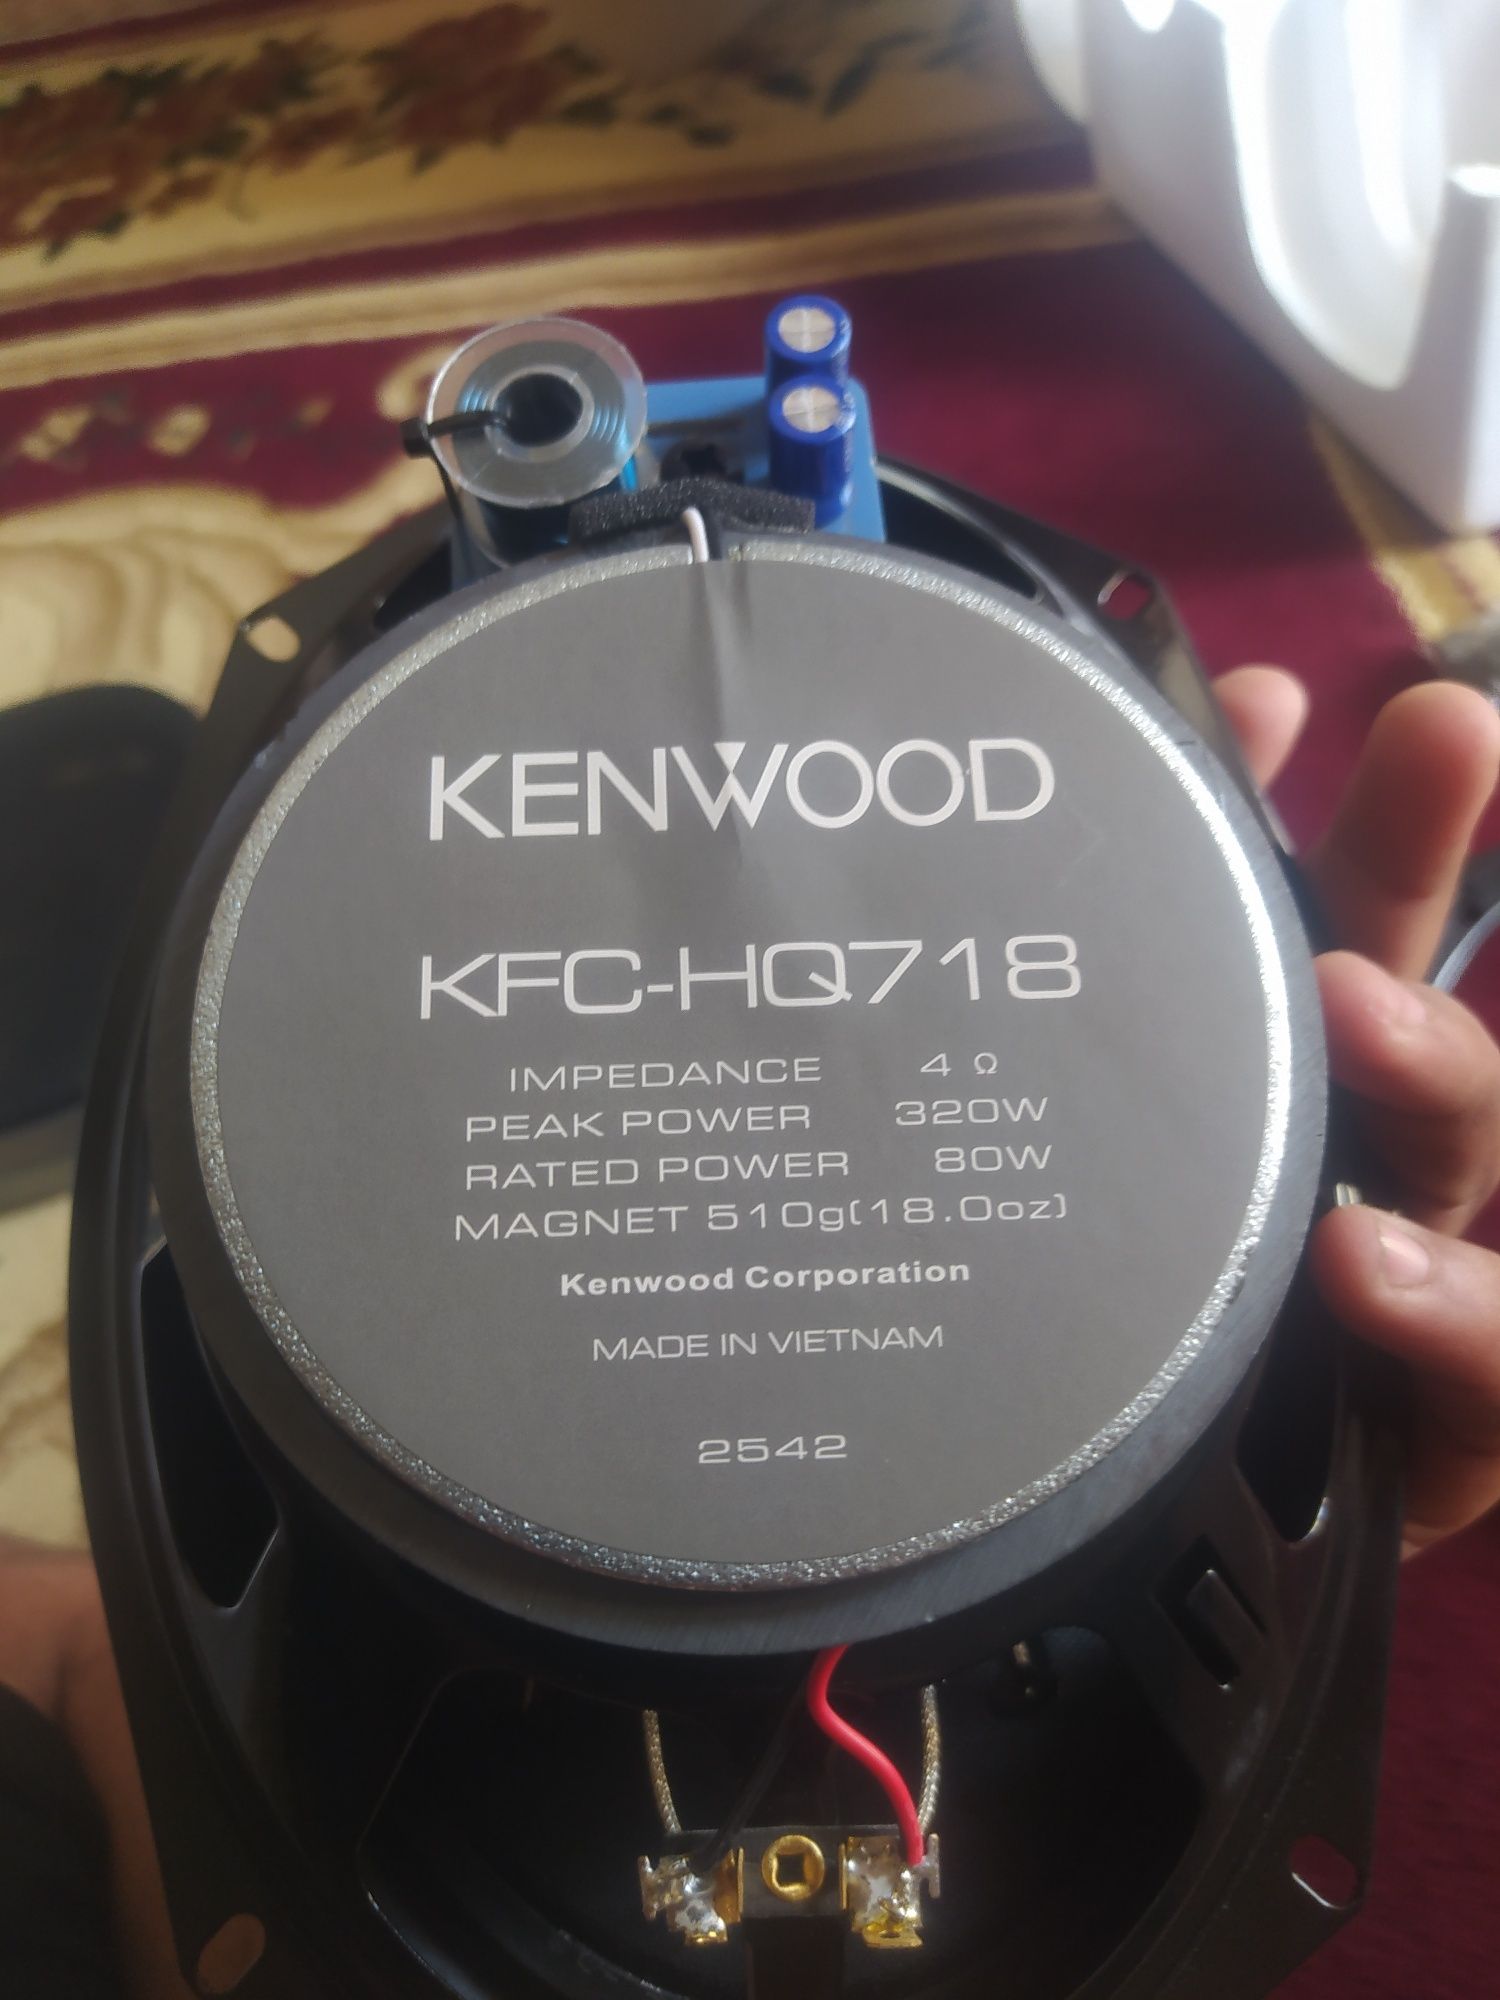 KENWOOD
KFC-HQ718
IMPEDANCE 4 Ω
PEAK POWER 320W
RATED POWER 80W
MAGNET 510g(18.0oz)
Kenwood Corporation
MADE IN VIETNAM
2542